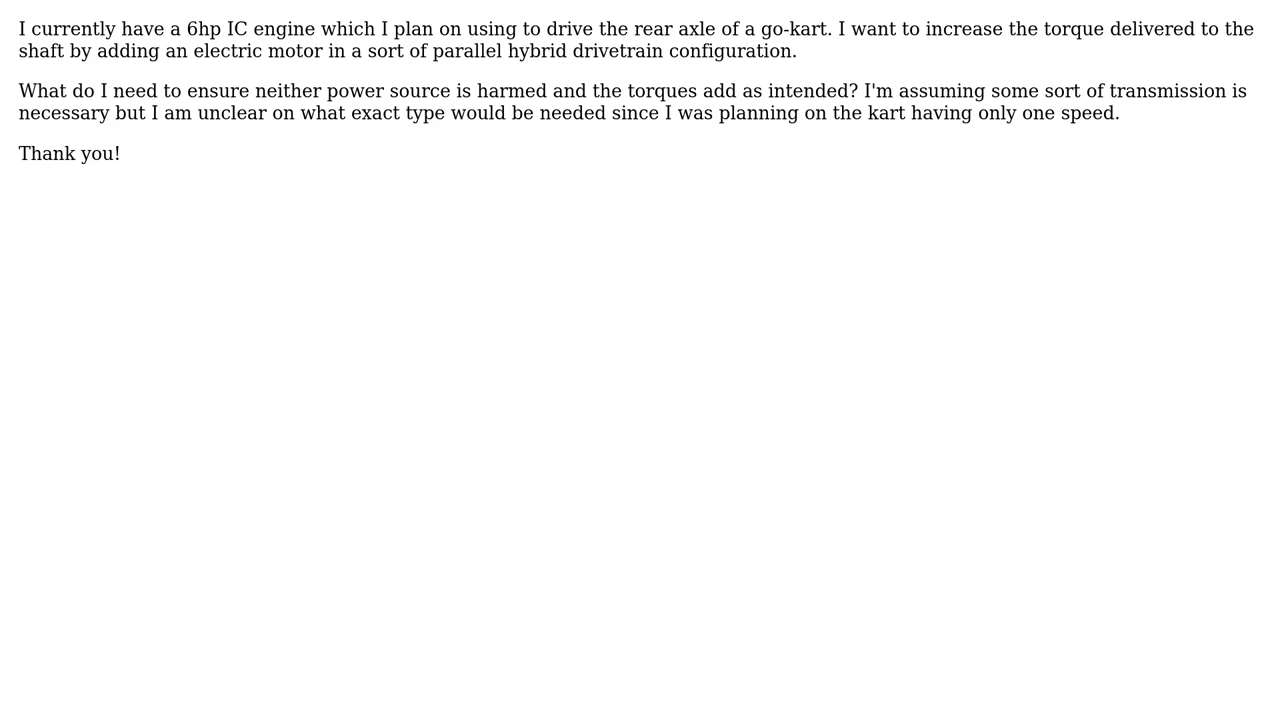 I currently have a 6hp IC engine which I plan on using to drive the rear axle of a go-kart. I want to increase the torque delivered to the
shaft by adding an electric motor in a sort of parallel hybrid drivetrain configuration.
What do I need to ensure neither power source is harmed and the torques add as intended? I'm assuming some sort of transmission is
necessary but I am unclear on what exact type would be needed since I was planning on the kart having only one speed.
Thank you!